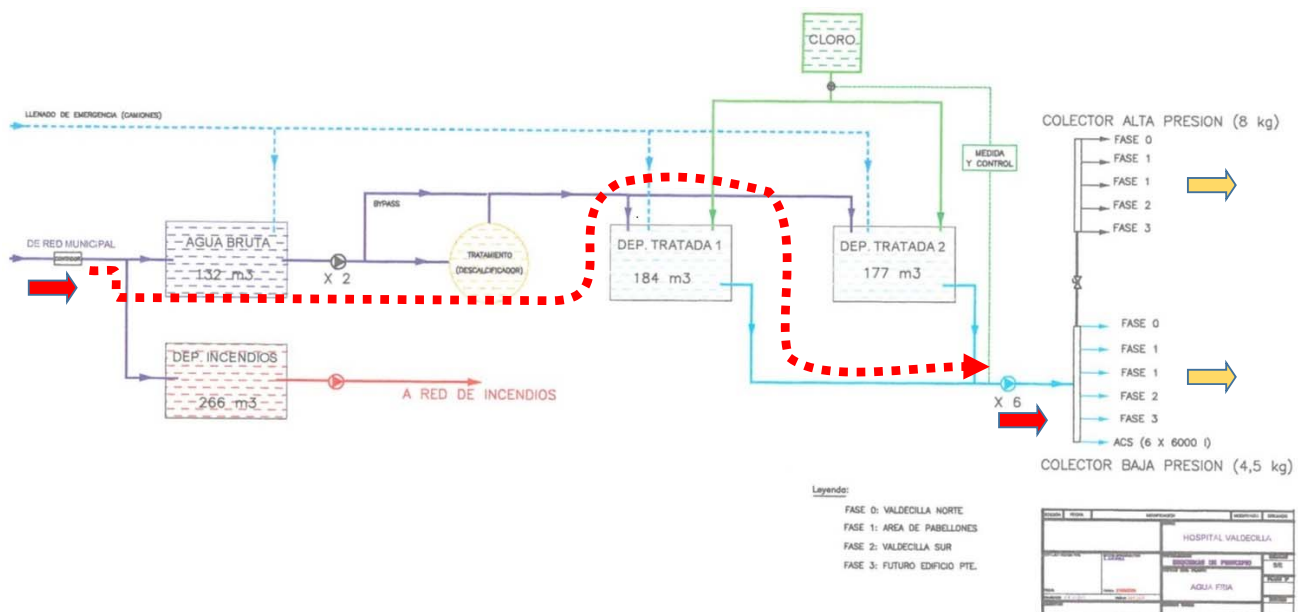 CLORO
LLENADO DE EMERGENCIA (CAMIONES)
COLECTOR ALTA PRESION (8 kg)
FASE 0
FASE 1
FASE 1
FASE 2
FASE 3
MEDIDA
Y CONTROL
BYPASS
DE RED MUNICIPAL
CONTADOR
AGUA BRUTA
132 m3
X 2
TRATAMIENTO
(DESCALCIFICADOR)
DEP. TRATADA 1
184 m3
DEP. TRATADA 2
177 m3
DEP. INCENDIOS
266 m3
A RED DE INCENDIOS
X 6
FASE 0
FASE 1
FASE 1
FASE 2
FASE 3
ACS (6 X 6000 l)
COLECTOR BAJA PRESION (4,5 kg)
Leyenda:
FASE 0: VALDECILLA NORTE
FASE 1: AREA DE PABELLONES
FASE 2: VALDECILLA SUR
FASE 3: FUTURO EDIFICIO PTE.
HOSPITAL VALDECILLA
ESQUEMAS DE PRINCIPIO
S/E
AGUA FRIA